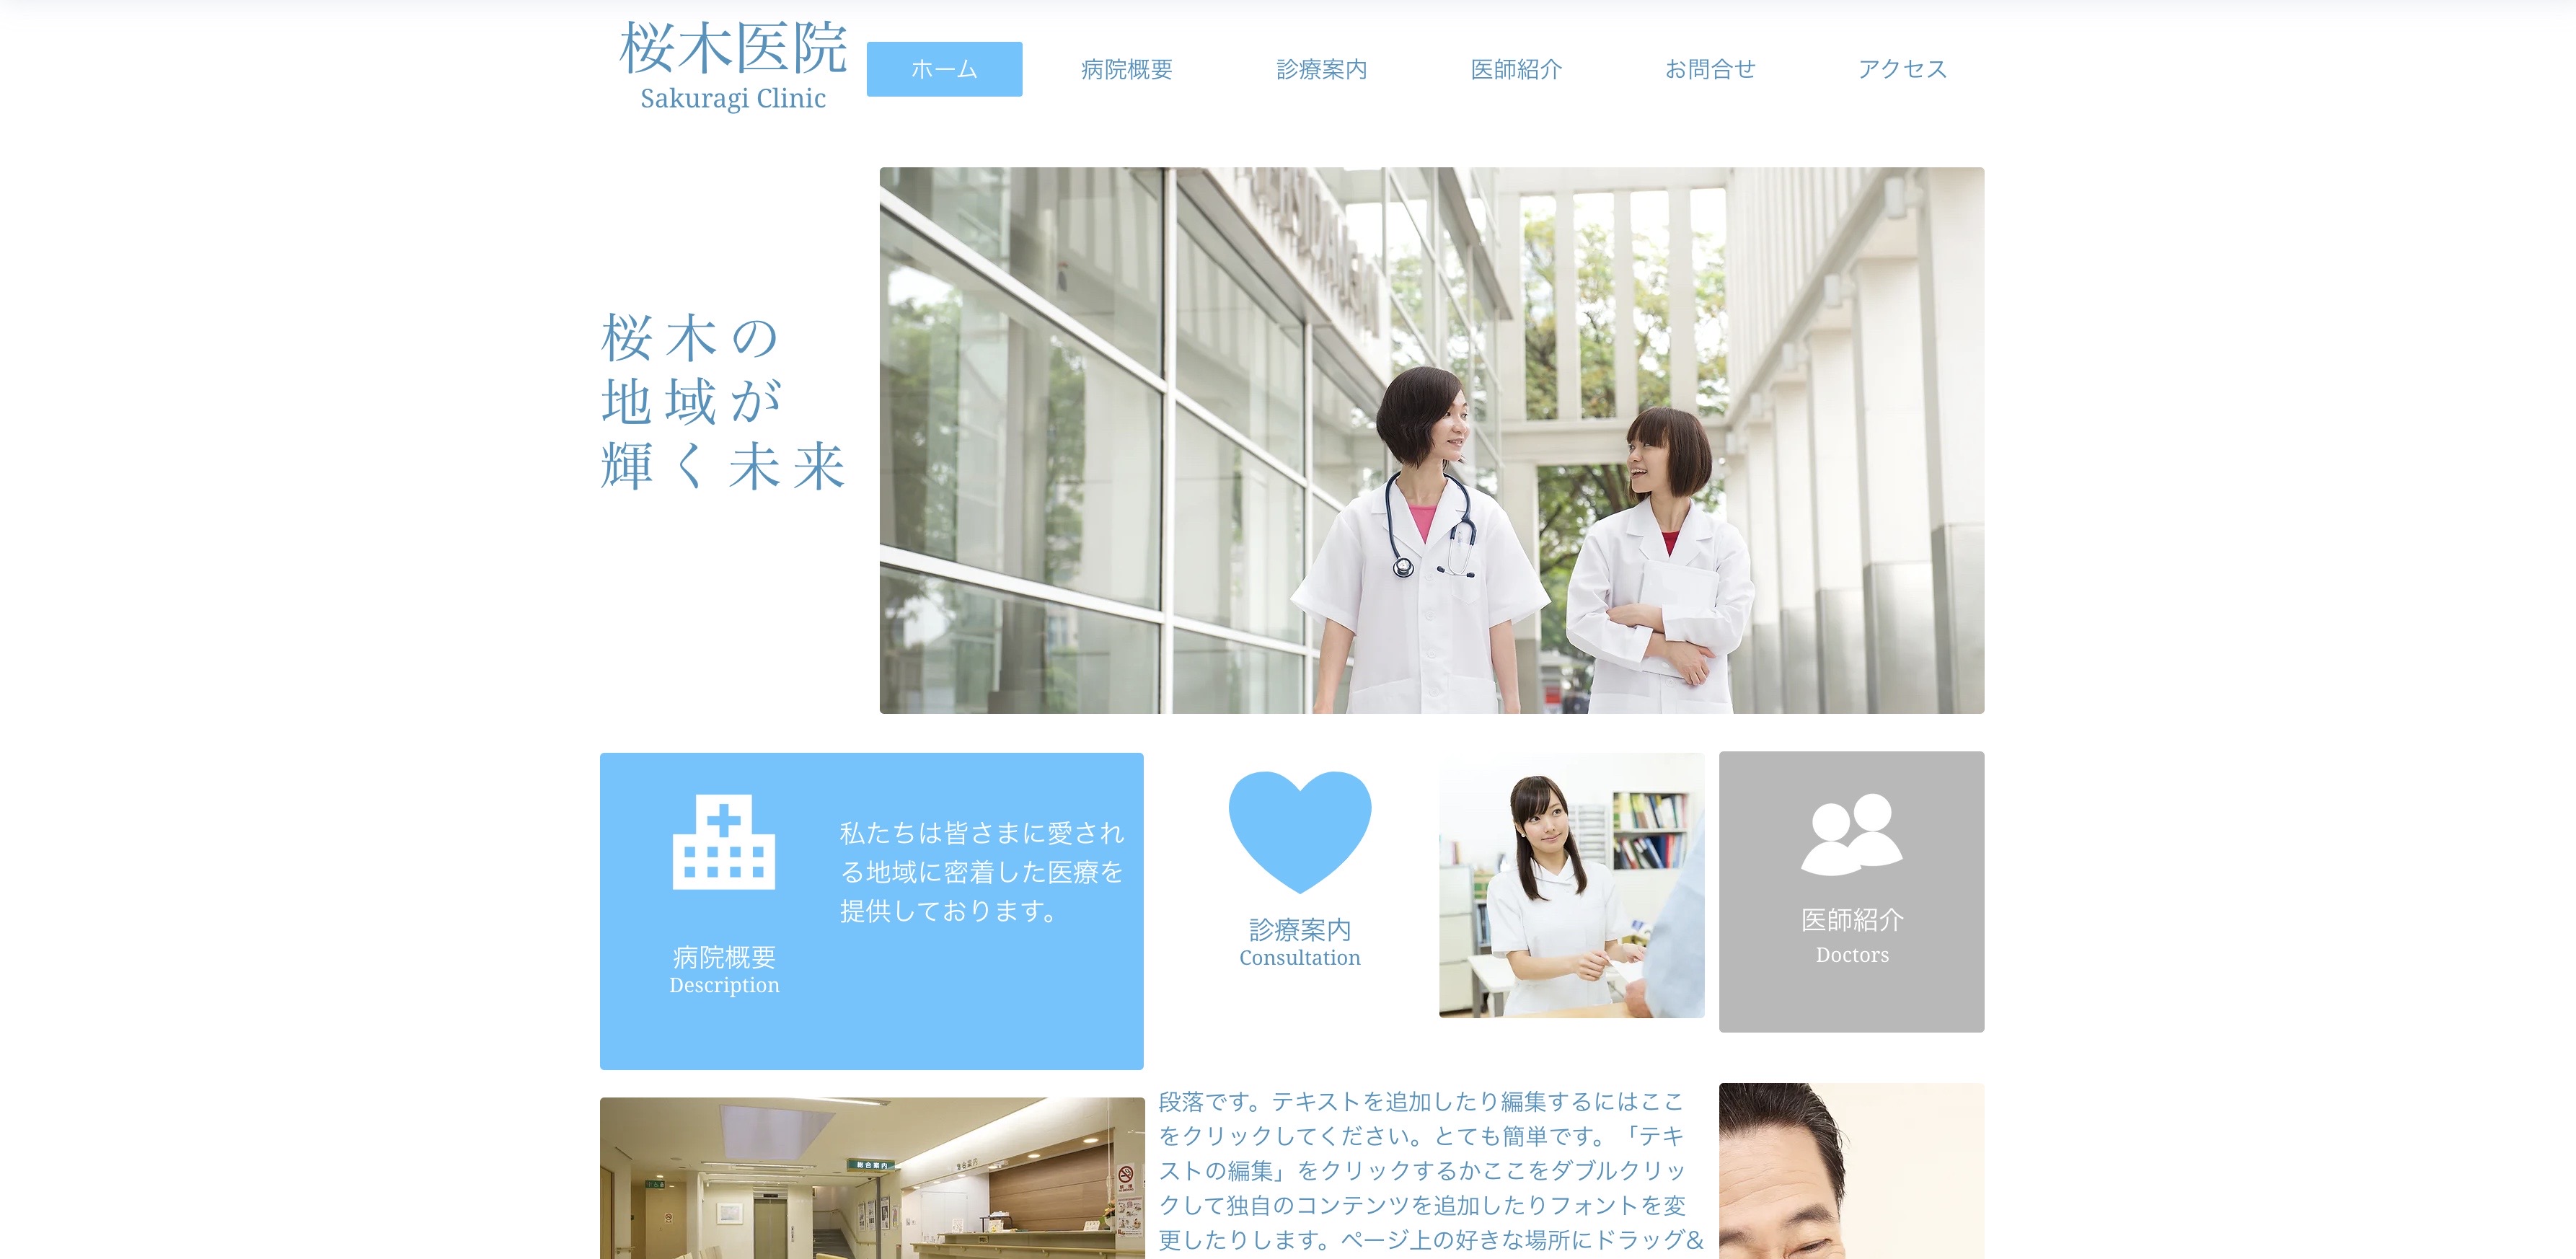 桜木医院
Sakuragi Clinic
ホーム
病院概要
診療案内
医師紹介
お問合せ
アクセス
桜木の
地域が
輝く未来
私たちは皆さまに愛され
る地域に密着した医療を
提供しております。
病院概要
Description
診療案内
Consultation
医師紹介
Doctors
段落です。テキストを追加したり編集するにはここ
をクリックしてください。とても簡単です。「テキ
ストの編集」をクリックするかここをダブルクリッ
クして独自のコンテンツを追加したりフォントを変
更したりします。ページ上の好きな場所にドラッグ&
総合案内